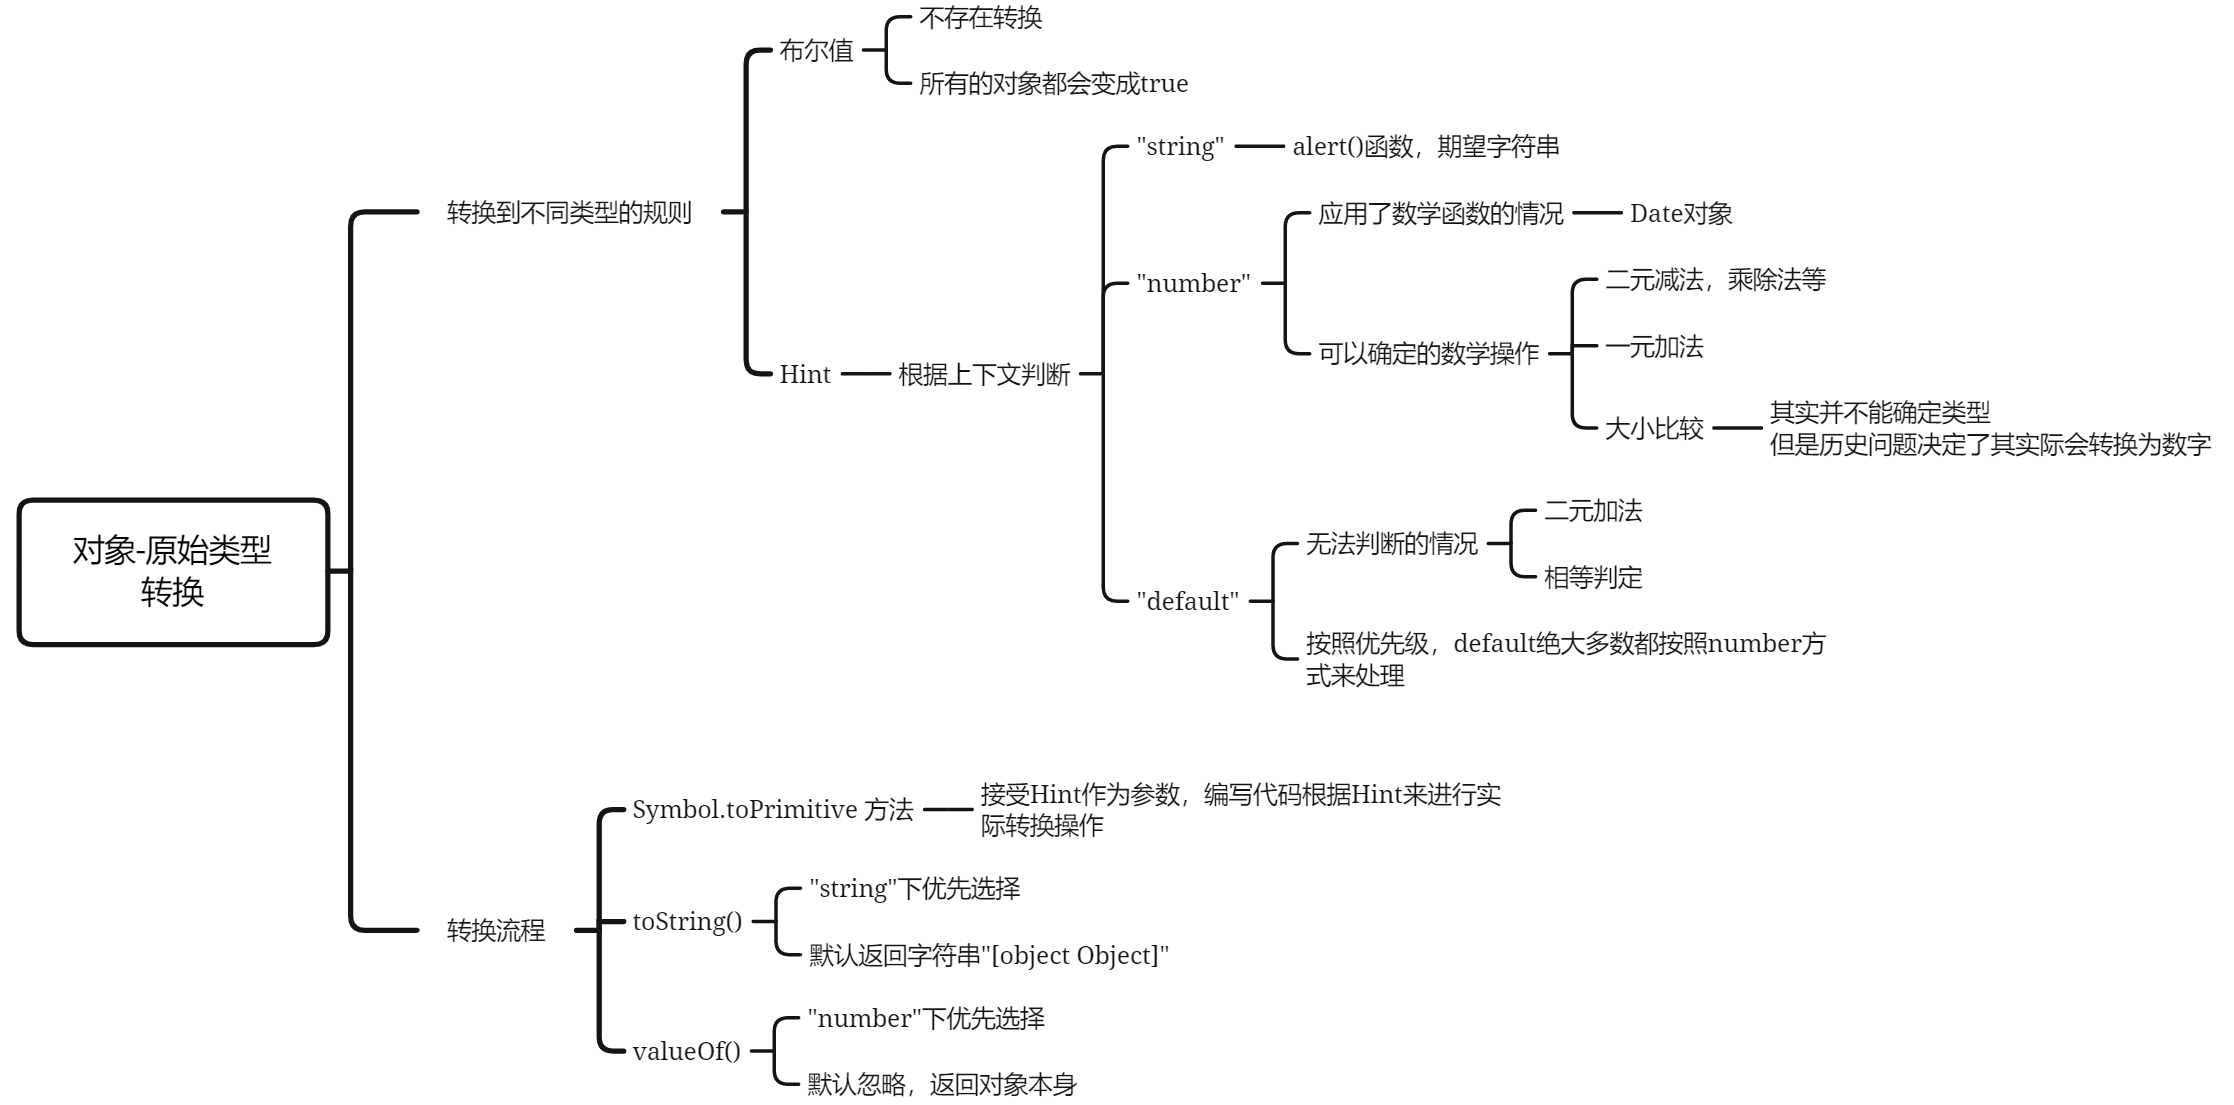 对象-原始类型
转换
转换到不同类型的规则
布尔值
不存在转换
所有的对象都会变成true
Hint
根据上下文判断
"string"
alert()函数，期望字符串
"number"
应用了数学函数的情况
Date对象
可以确定的数学操作
二元减法，乘除法等
一元加法
大小比较
其实并不能确定类型
但是历史问题决定了其实际会转换为数字
"default"
无法判断的情况
二元加法
相等判定
按照优先级，default绝大多数都按照number方
式来处理
转换流程
Symbol.toPrimitive 方法
接受Hint作为参数，编写代码根据Hint来进行实
际转换操作
toString()
"string"下优先选择
默认返回字符串"[object Object]"
valueOf()
"number"下优先选择
默认忽略，返回对象本身